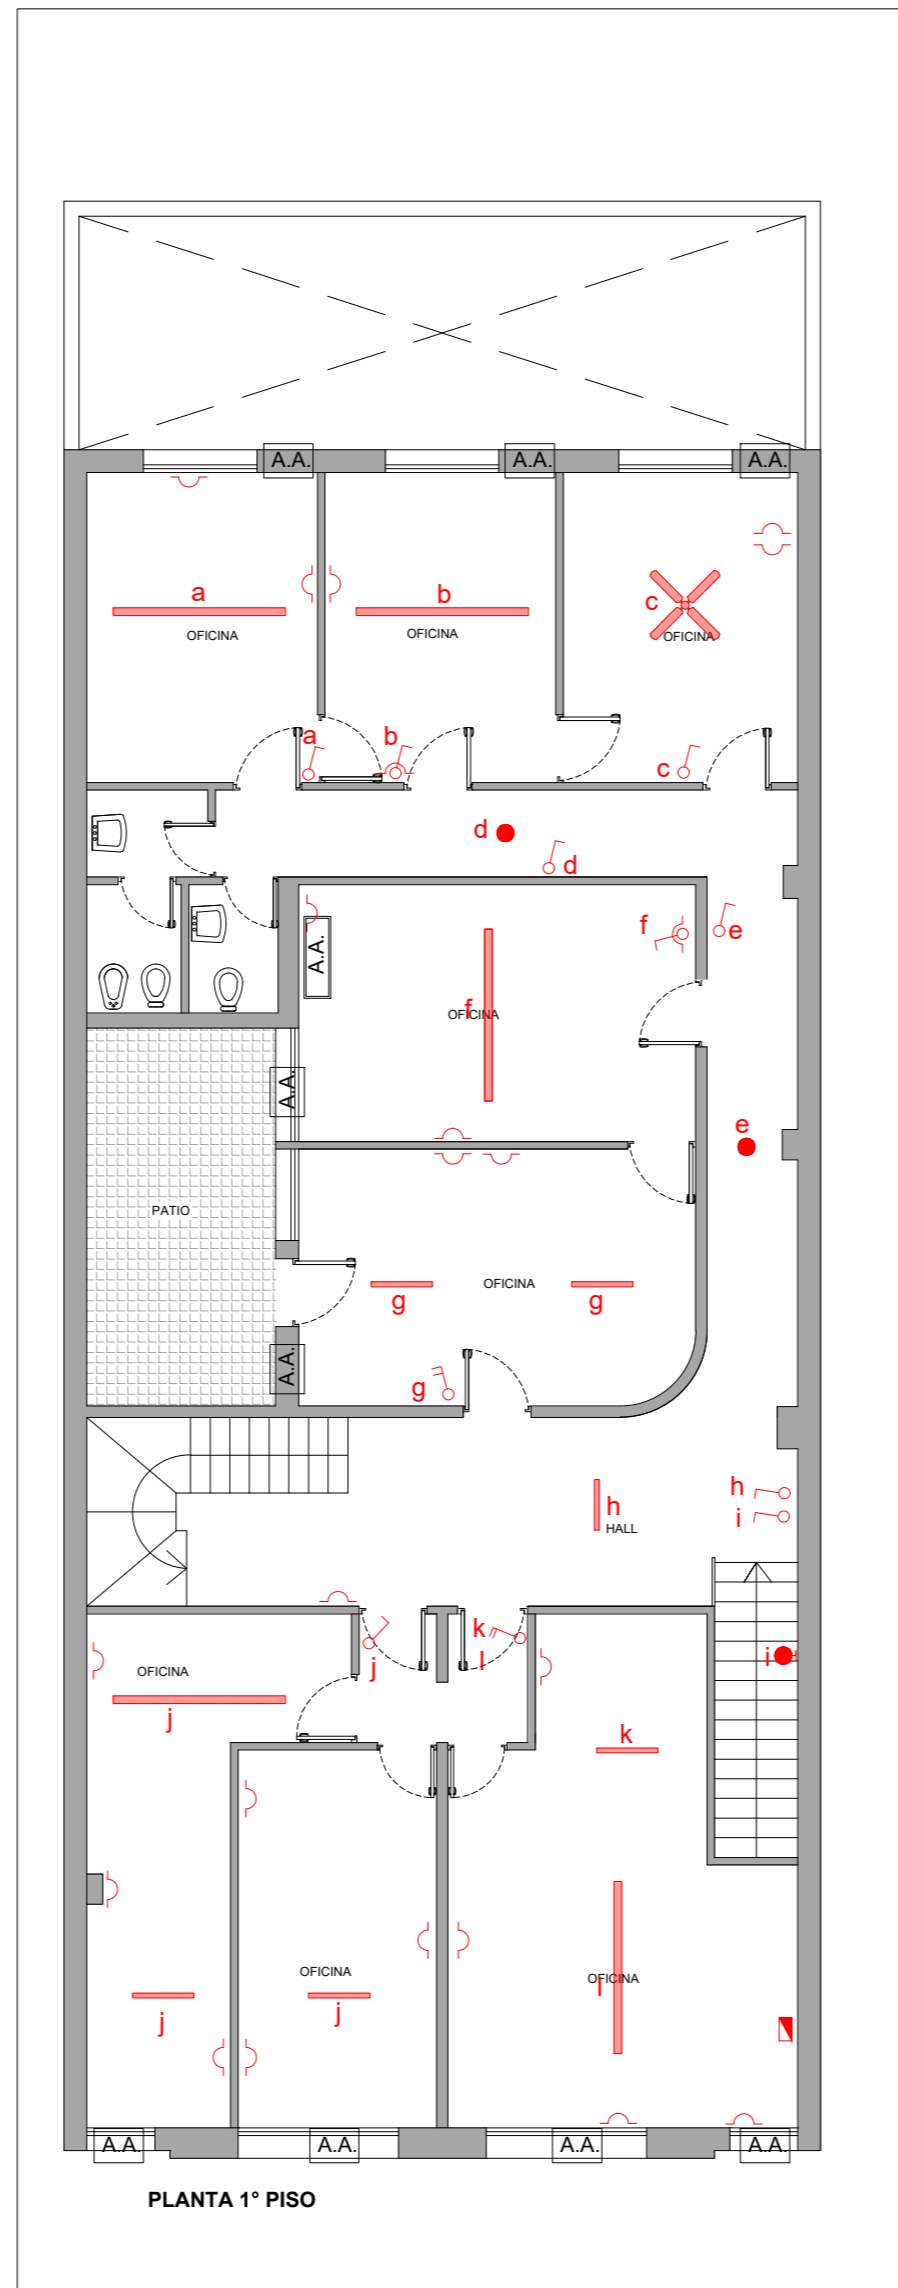 A.A. A.A. A.A.
a b c
OFICINA OFICINA OFICINA
a b c
d d
f e
A.A.
f
OFICINA
A.A.
e
PATIO
OFICINA
g g
A.A.
g
h
h
i
HALL
k
j l
i
OFICINA
j
k
OFICINA OFICINA
l
j j
A.A. A.A. A.A. A.A.
PLANTA 1° PISO